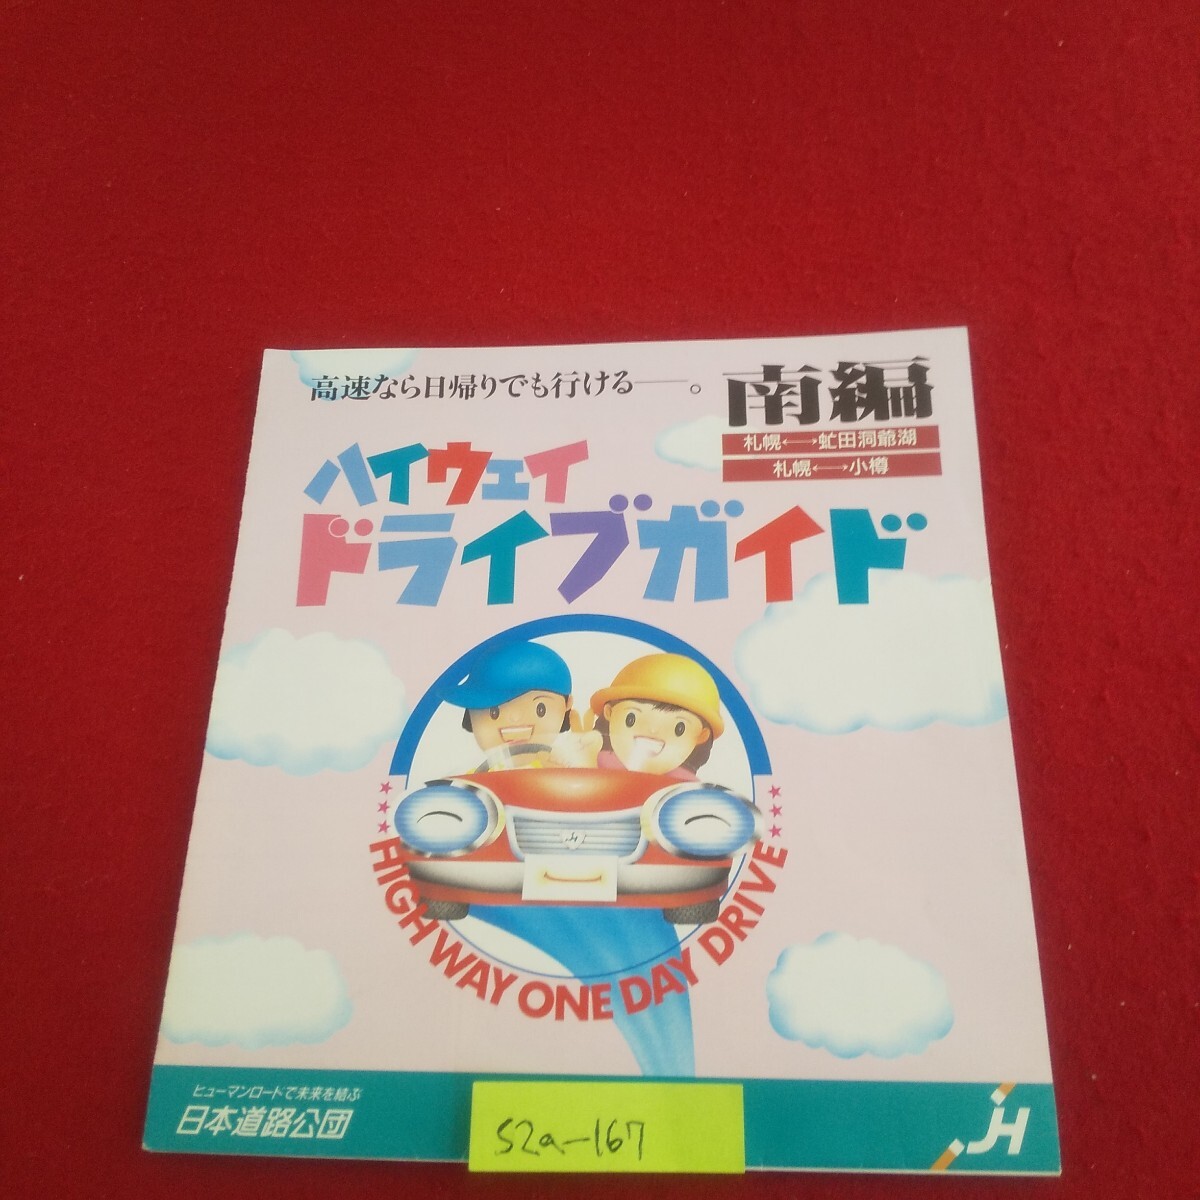 高速なら日帰りでも行ける――。
南編
札幌←→虻田洞爺湖
札幌←→小樽
ハイウェイ
ドライブガイド
JH
★★★HIGHWAY ONE DAY DRIVE★★★
ヒューマンロードで未来を結ぶ
日本道路公団
S2a-167
JH